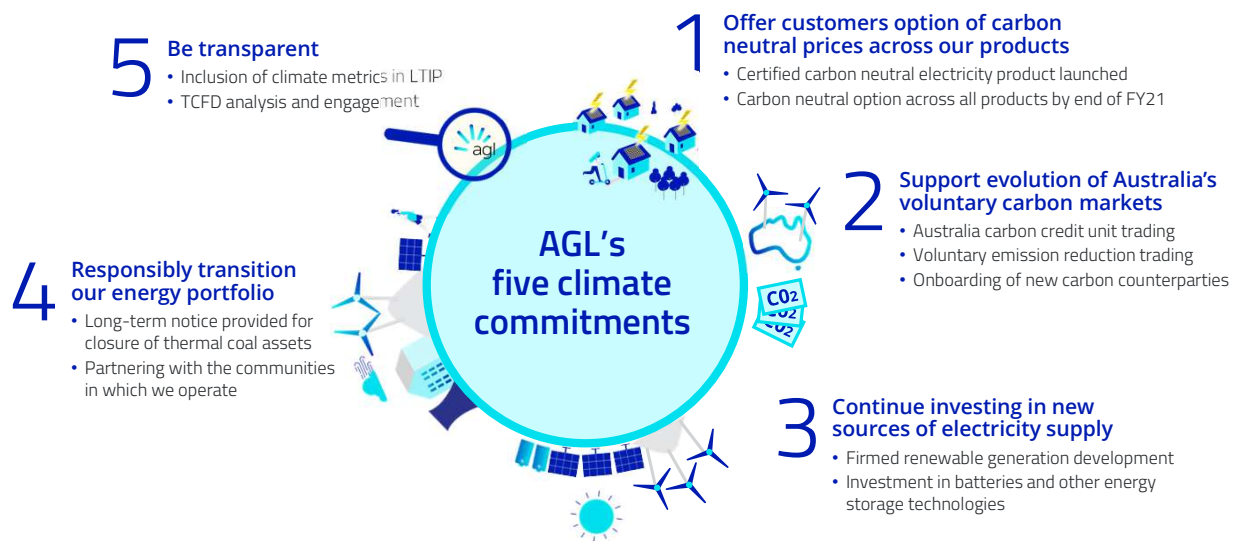 1
Offer customers option of carbon
neutral prices across our products
• Certified carbon neutral electricity product launched
• Carbon neutral option across all products by end of FY21
2
Support evolution of Australia's
voluntary carbon markets
• Australia carbon credit unit trading
• Voluntary emission reduction trading
• Onboarding of new carbon counterparties
3
Continue investing in new
sources of electricity supply
• Firmed renewable generation development
• Investment in batteries and other energy
storage technologies
4
Responsibly transition
our energy portfolio
• Long-term notice provided for
closure of thermal coal assets
• Partnering with the communities
in which we operate
5
Be transparent
• Inclusion of climate metrics in LTIP
• TCFD analysis and engagement
agl
AGL's
five climate
commitments
CO2
CO2
CO2